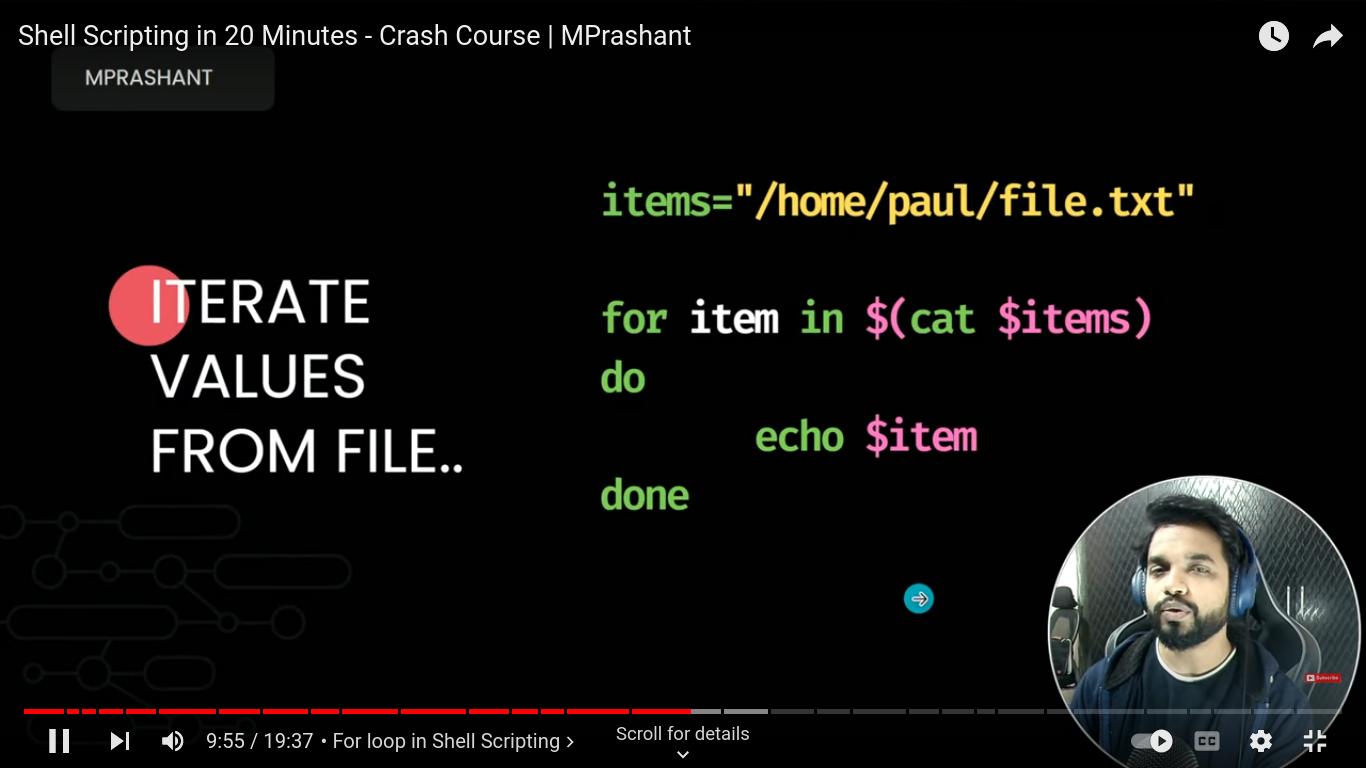 Shell Scripting in 20 Minutes - Crash Course | MPrashant
MPRASHANT
items="/home/paul/file.txt"
ITERATE
VALUES
FROM FILE..
for item in $(cat $items)
do
echo $item
done
Subscribe
9:55 / 19:37 • For loop in Shell Scripting
Scroll for details
CC